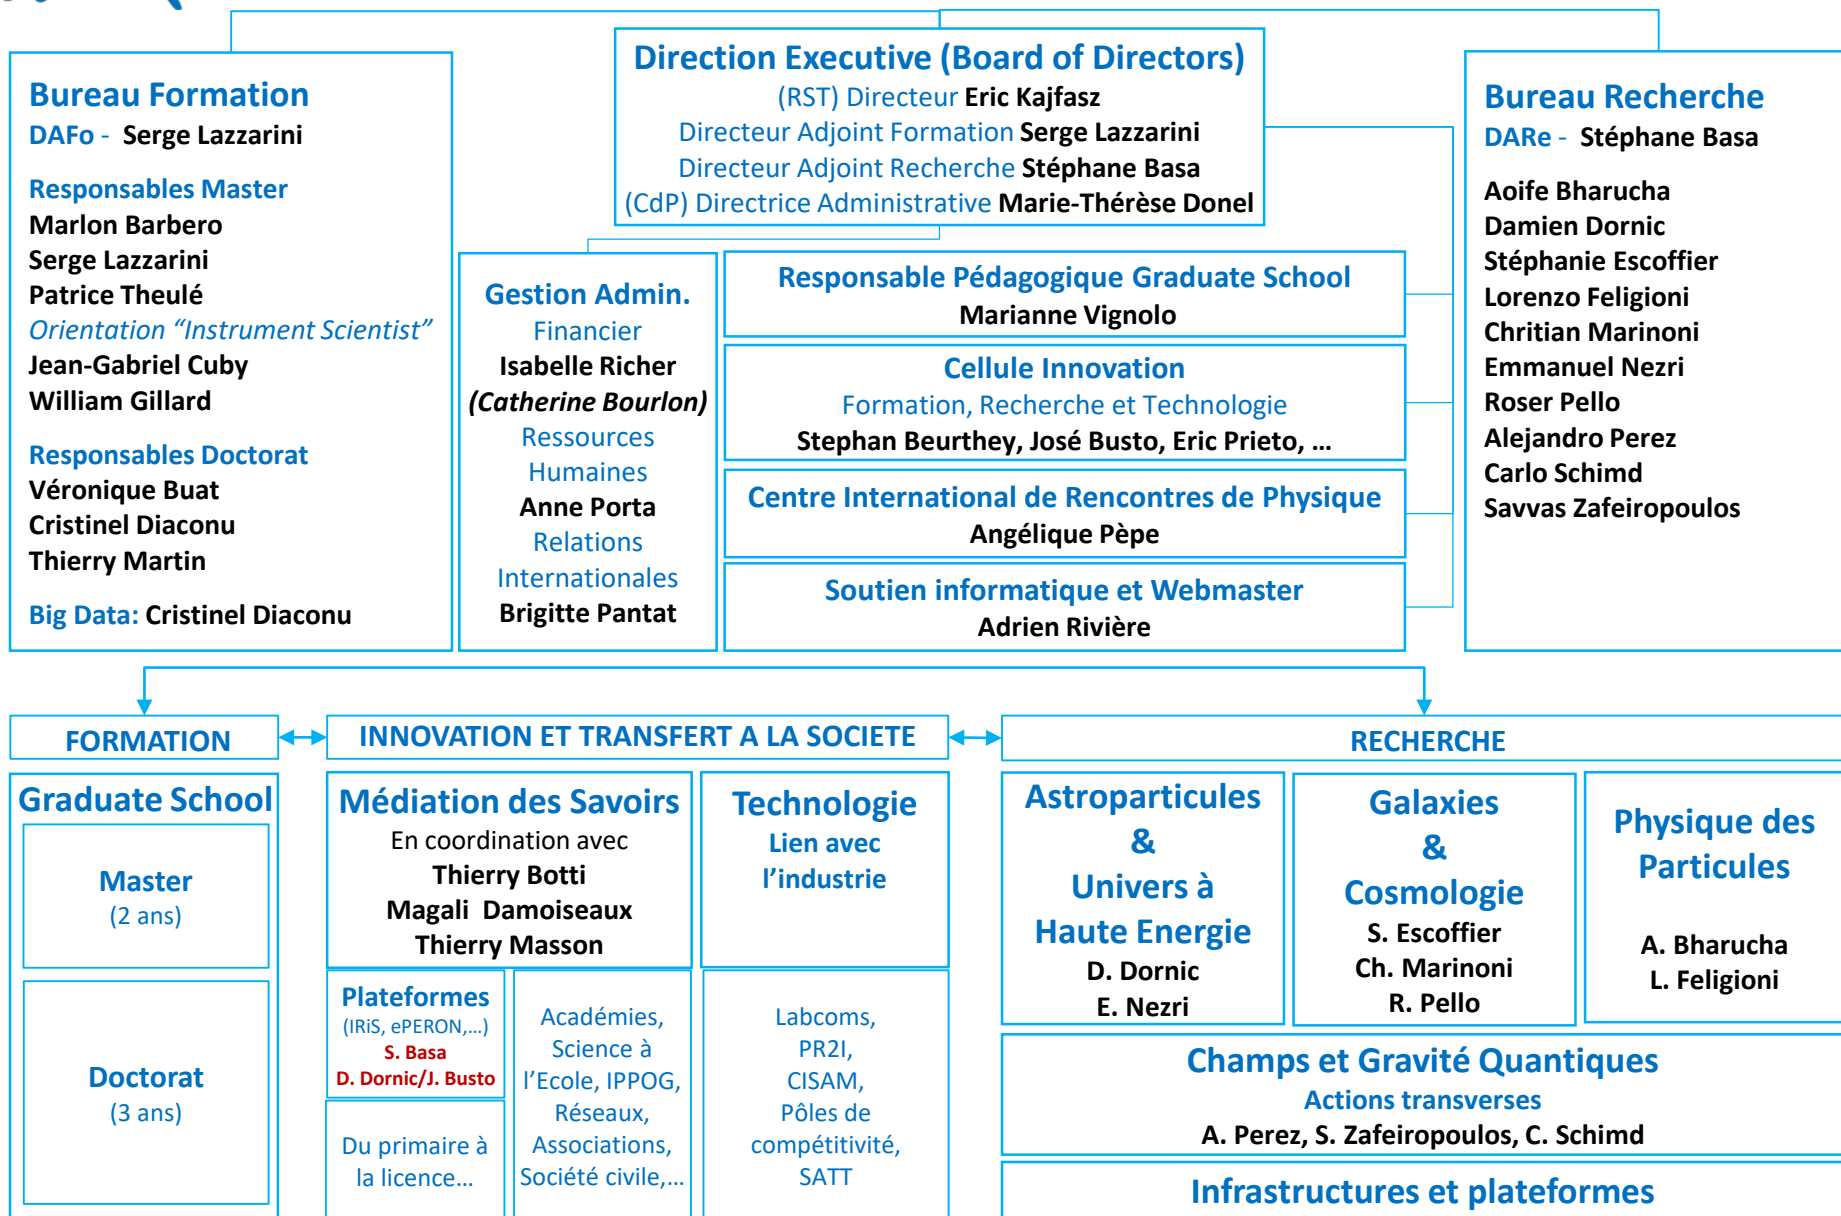 Direction Executive (Board of Directors)
(RST) Directeur Eric Kajfasz
Directeur Adjoint Formation Serge Lazzarini
Directeur Adjoint Recherche Stéphane Basa
(CdP) Directrice Administrative Marie-Thérèse Donel
Bureau Formation
DAFo - Serge Lazzarini
Responsables Master
Marlon Barbero
Serge Lazzarini
Patrice Theulé
Orientation “Instrument Scientist”
Jean-Gabriel Cuby
William Gillard
Responsables Doctorat
Véronique Buat
Cristinel Diaconu
Thierry Martin
Big Data: Cristinel Diaconu
Gestion Admin.
Financier
Isabelle Richer
(Catherine Bourlon)
Ressources
Humaines
Anne Porta
Relations
Internationales
Brigitte Pantat
Responsable Pédagogique Graduate School
Marianne Vignolo
Cellule Innovation
Formation, Recherche et Technologie
Stephan Beurthey, José Busto, Eric Prieto, ...
Centre International de Rencontres de Physique
Angélique Pèpe
Soutien informatique et Webmaster
Adrien Rivière
Bureau Recherche
DARe - Stéphane Basa
Aoife Bharucha
Damien Dornic
Stéphanie Escoffier
Lorenzo Feligioni
Chritian Marinoni
Emmanuel Nezri
Roser Pello
Alejandro Perez
Carlo Schimd
Savvas Zafeiropoulos
FORMATION
INNOVATION ET TRANSFERT A LA SOCIETE
RECHERCHE
Graduate School
Master
(2 ans)
Doctorat
(3 ans)
Médiation des Savoirs
En coordination avec
Thierry Botti
Magali Damoiseaux
Thierry Masson
Plateformes
(IRiS, ePERON,...)
S. Basa
D. Dornic/J. Busto
Du primaire à
la licence...
Académies,
Science à
l’Ecole, IPPOG,
Réseaux,
Associations,
Société civile,...
Technologie
Lien avec
l’industrie
Labcoms,
PR2I,
CISAM,
Pôles de
compétitivité,
SATT
Astroparticules
&
Univers à
Haute Energie
D. Dornic
E. Nezri
Galaxies
&
Cosmologie
S. Escoffier
Ch. Marinoni
R. Pello
Physique des
Particules
A. Bharucha
L. Feligioni
Champs et Gravité Quantiques
Actions transverses
A. Perez, S. Zafeiropoulos, C. Schimd
Infrastructures et plateformes